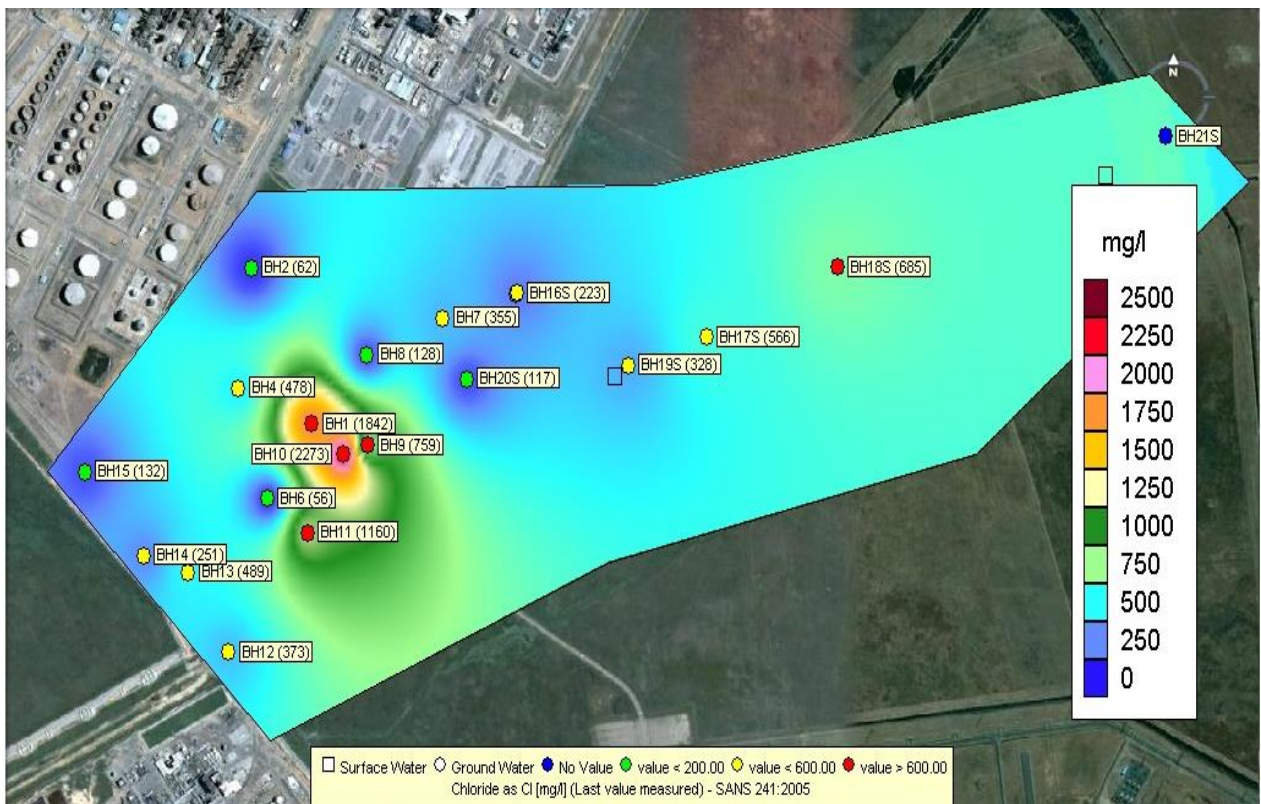 N
BH21S
mg/l
BH2 (62)
BH18S (685)
BH16S (223)
2500
BH7 (355)
2250
BH17S (566)
BH8 (128)
2000
BH19S (328)
BH20S (117)
BH4 (478)
1750
BH1 (1842)
1500
BH9 (759)
BH10 (2273)
1250
BH15 (132)
BH6 (56)
1000
BH11 (1160)
750
BH14 (251)
BH13 (489)
500
250
BH12 (373)
0
Surface Water Ground Water No Value value < 200.00 value < 600.00 value > 600.00
Chloride as Cl [mg/l] (Last value measured) - SANS 241:2005